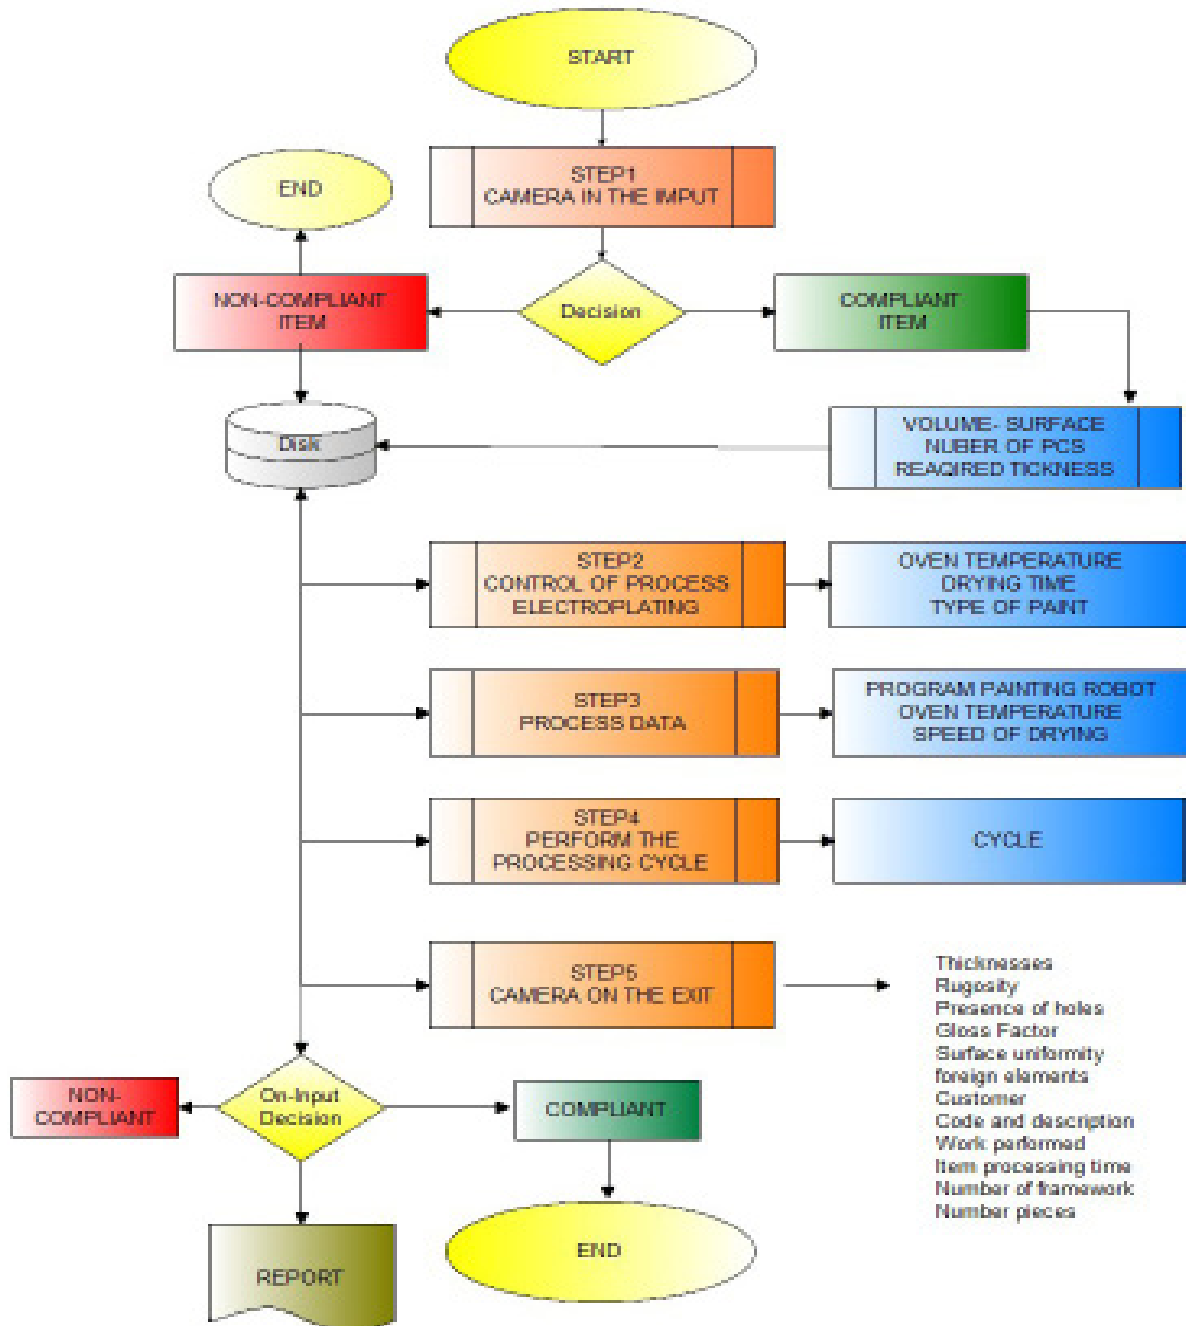 START
STEP1
CAMERA IN THE IMPUT
END
NON-COMPLIANT
ITEM
Decision
COMPLIANT
ITEM
Disk
VOLUME- SURFACE
NUBER OF PCS
REAQIRED TICKNESS
STEP2
CONTROL OF PROCESS
ELECTROPLATING
OVEN TEMPERATURE
DRYING TIME
TYPE OF PAINT
STEP3
PROCESS DATA
PROGRAM PAINTING ROBOT
OVEN TEMPERATURE
SPEED OF DRYING
STEP4
PERFORM THE
PROCESSING CYCLE
CYCLE
STEP5
CAMERA ON THE EXIT
Thicknesses
Rugosity
Presence of holes
Gloss Factor
Surface uniformity
foreign elements
Customer
Code and description
Work performed
Item processing time
Number of framework
Number pieces
NON-
COMPLIANT
On-Input
Decision
COMPLIANT
REPORT
END